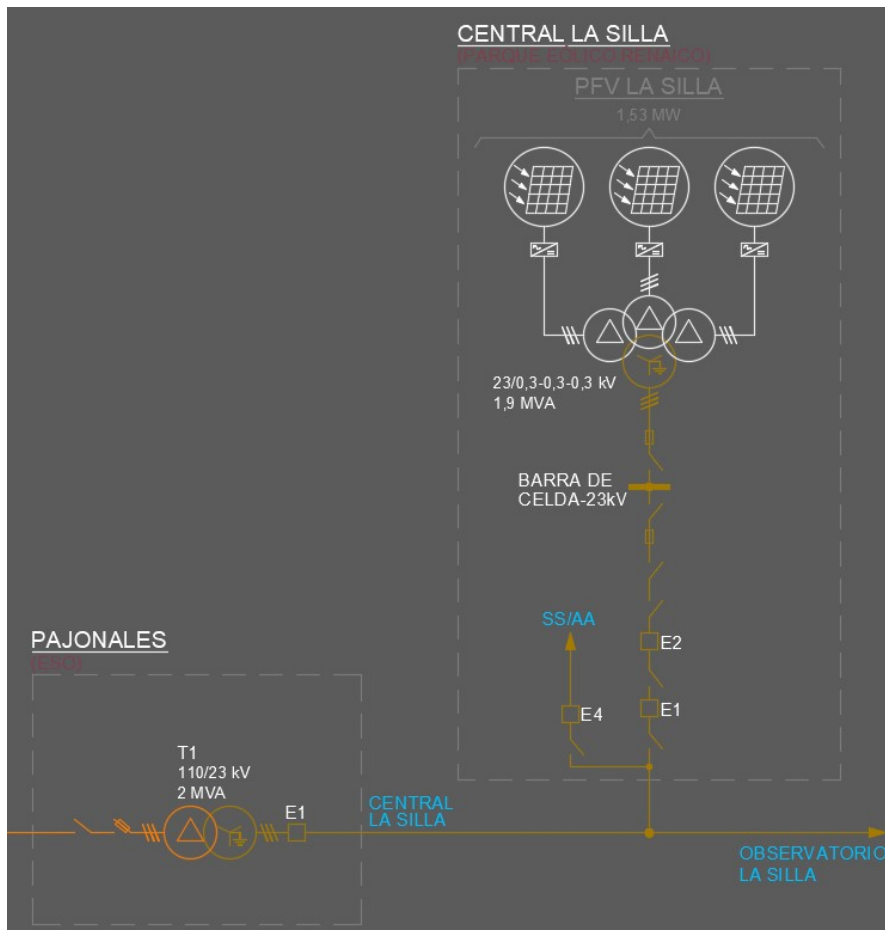 CENTRAL LA SILLA
(PARQUE EÓLICO RENAICO)
PFV LA SILLA
1,53 MW
23/0,3-0,3-0,3 kV
1,9 MVA
BARRA DE
CELDA-23kV
SS/AA
E2
E4
E1
PAJONALES
(ESO)
T1
110/23 kV
2 MVA
E1
CENTRAL
LA SILLA
OBSERVATORIO
LA SILLA